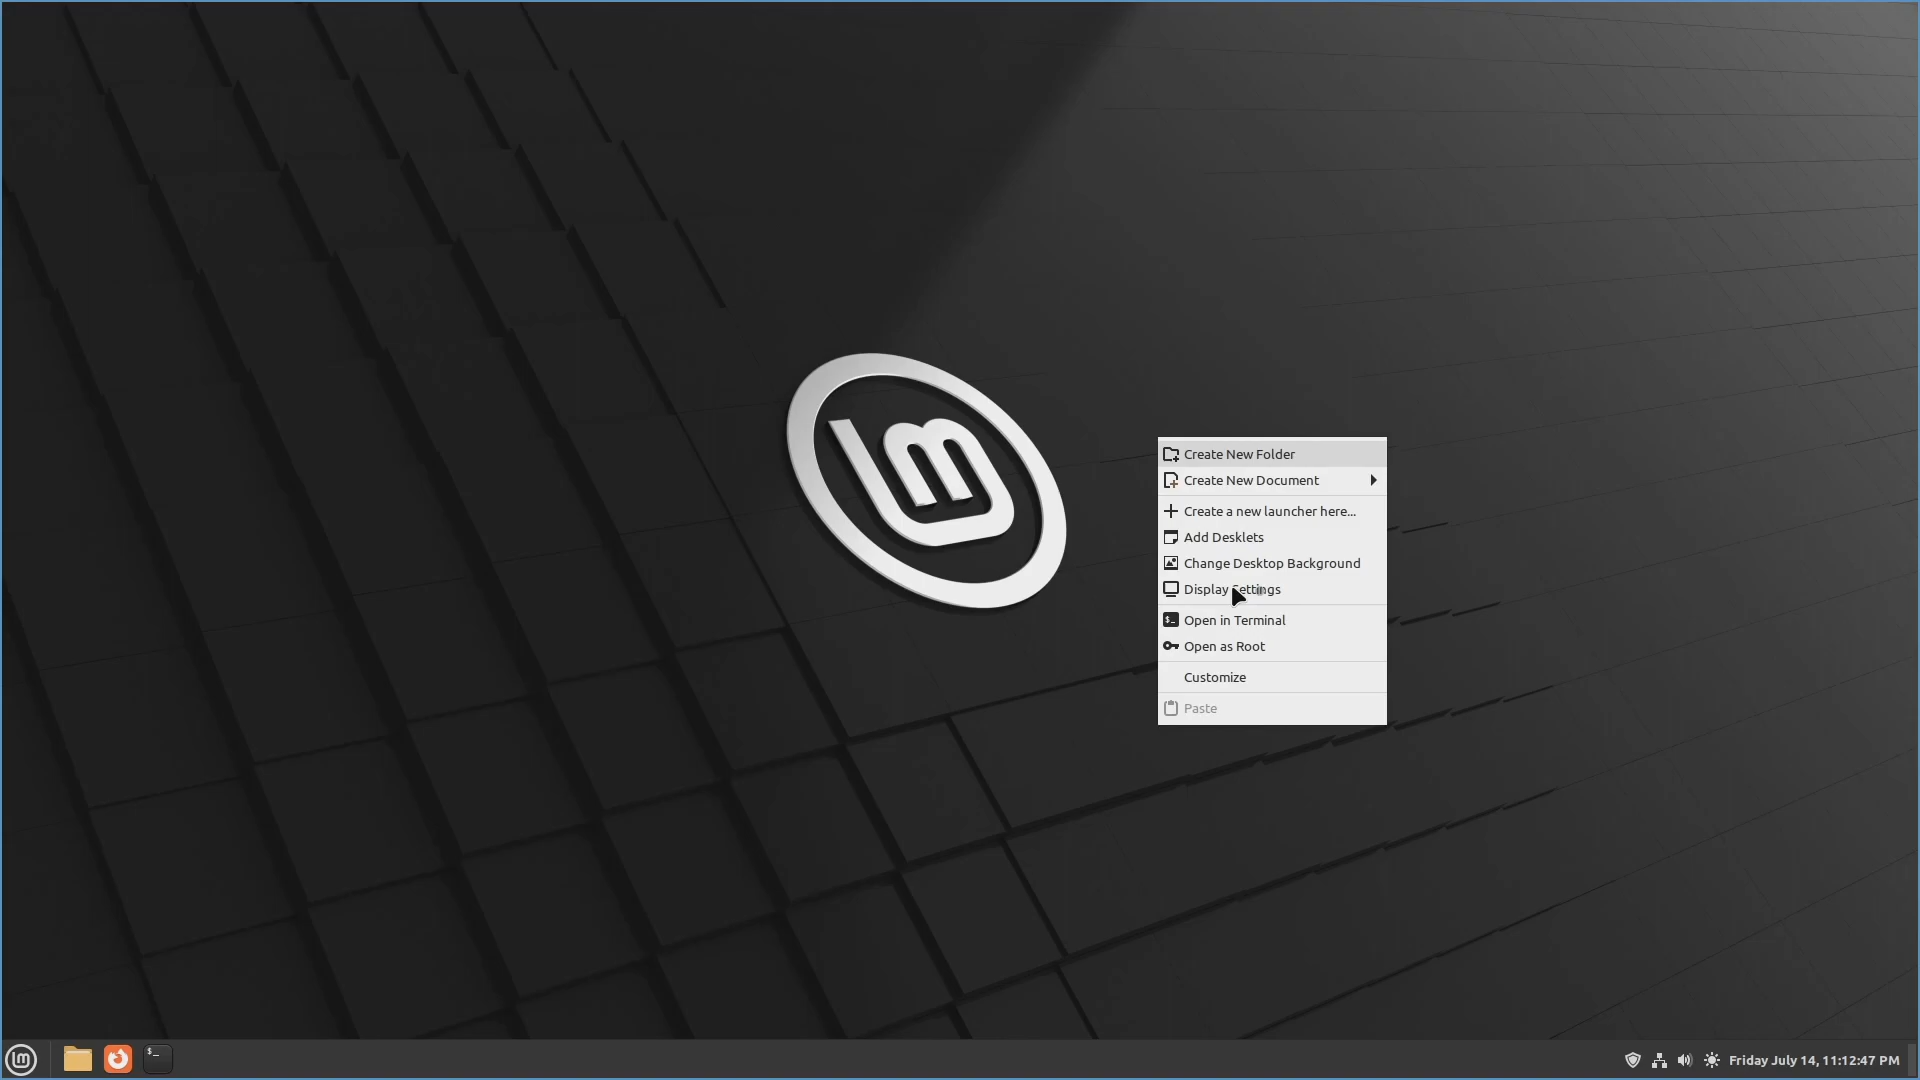 Create New Folder
Create New Document
Create a new launcher here...
Add Desklets
Change Desktop Background
Display Settings
Open in Terminal
Open as Root
Customize
Paste
Friday July 14, 11:12:47 PM